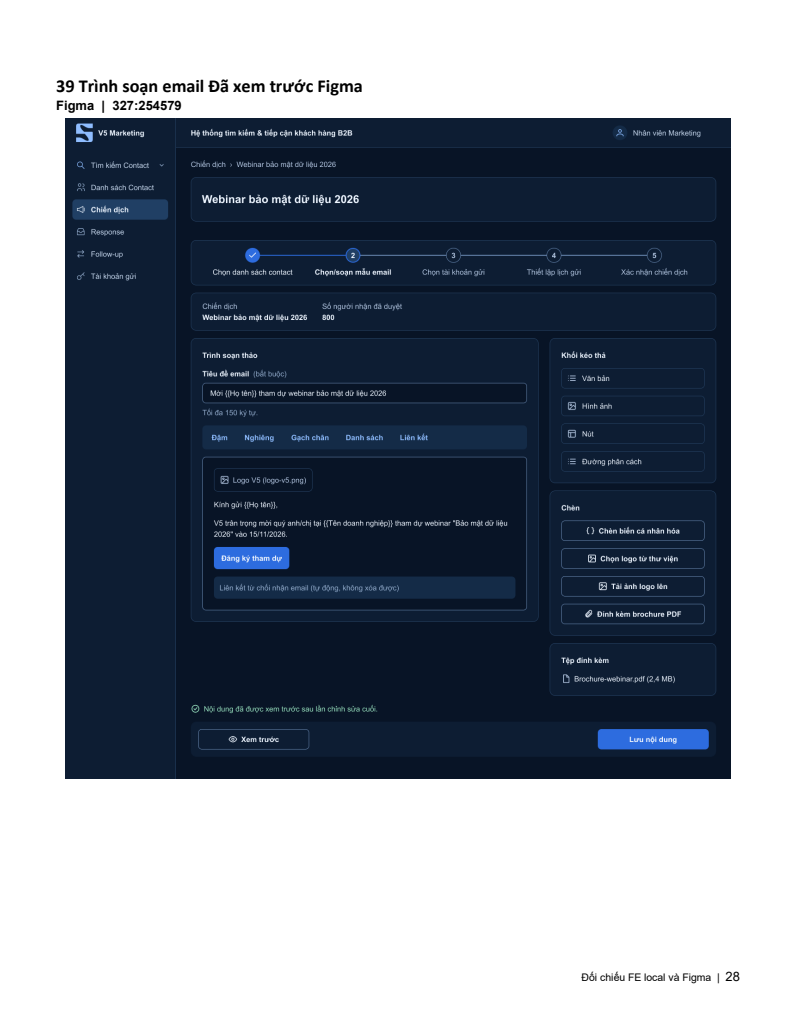 39 Trình soạn email Đã xem trước Figma
Figma | 327:254579
V5 Marketing
Hệ thống tìm kiếm & tiếp cận khách hàng B2B
Nhân viên Marketing
Tìm kiếm Contact
Danh sách Contact
Chiến dịch
Response
Follow-up
Tài khoản gửi
Chiến dịch › Webinar bảo mật dữ liệu 2026
Webinar bảo mật dữ liệu 2026
2 3 4 5
Chọn danh sách contact Chọn/soạn mẫu email Chọn tài khoản gửi Thiết lập lịch gửi Xác nhận chiến dịch
Chiến dịch Số người nhận đã duyệt
Webinar bảo mật dữ liệu 2026 800
Trình soạn thảo
Tiêu đề email (bắt buộc)
Mời {{Họ tên}} tham dự webinar bảo mật dữ liệu 2026
Tối đa 150 ký tự.
Đậm Nghiêng Gạch chân Danh sách Liên kết
Logo V5 (logo-v5.png)
Kính gửi {{Họ tên}},
V5 trân trọng mời quý anh/chị tại {{Tên doanh nghiệp}} tham dự webinar "Bảo mật dữ liệu
2026" vào 15/11/2026.
Đăng ký tham dự
Liên kết từ chối nhận email (tự động, không xóa được)
Khối kéo thả
Văn bản
Hình ảnh
Nút
Đường phân cách
Chèn
{ } Chèn biến cá nhân hóa
Chọn logo từ thư viện
Tải ảnh logo lên
Đính kèm brochure PDF
Tệp đính kèm
Brochure-webinar.pdf (2,4 MB)
Nội dung đã được xem trước sau lần chỉnh sửa cuối.
Xem trước
Lưu nội dung
Đối chiếu FE local và Figma | 28